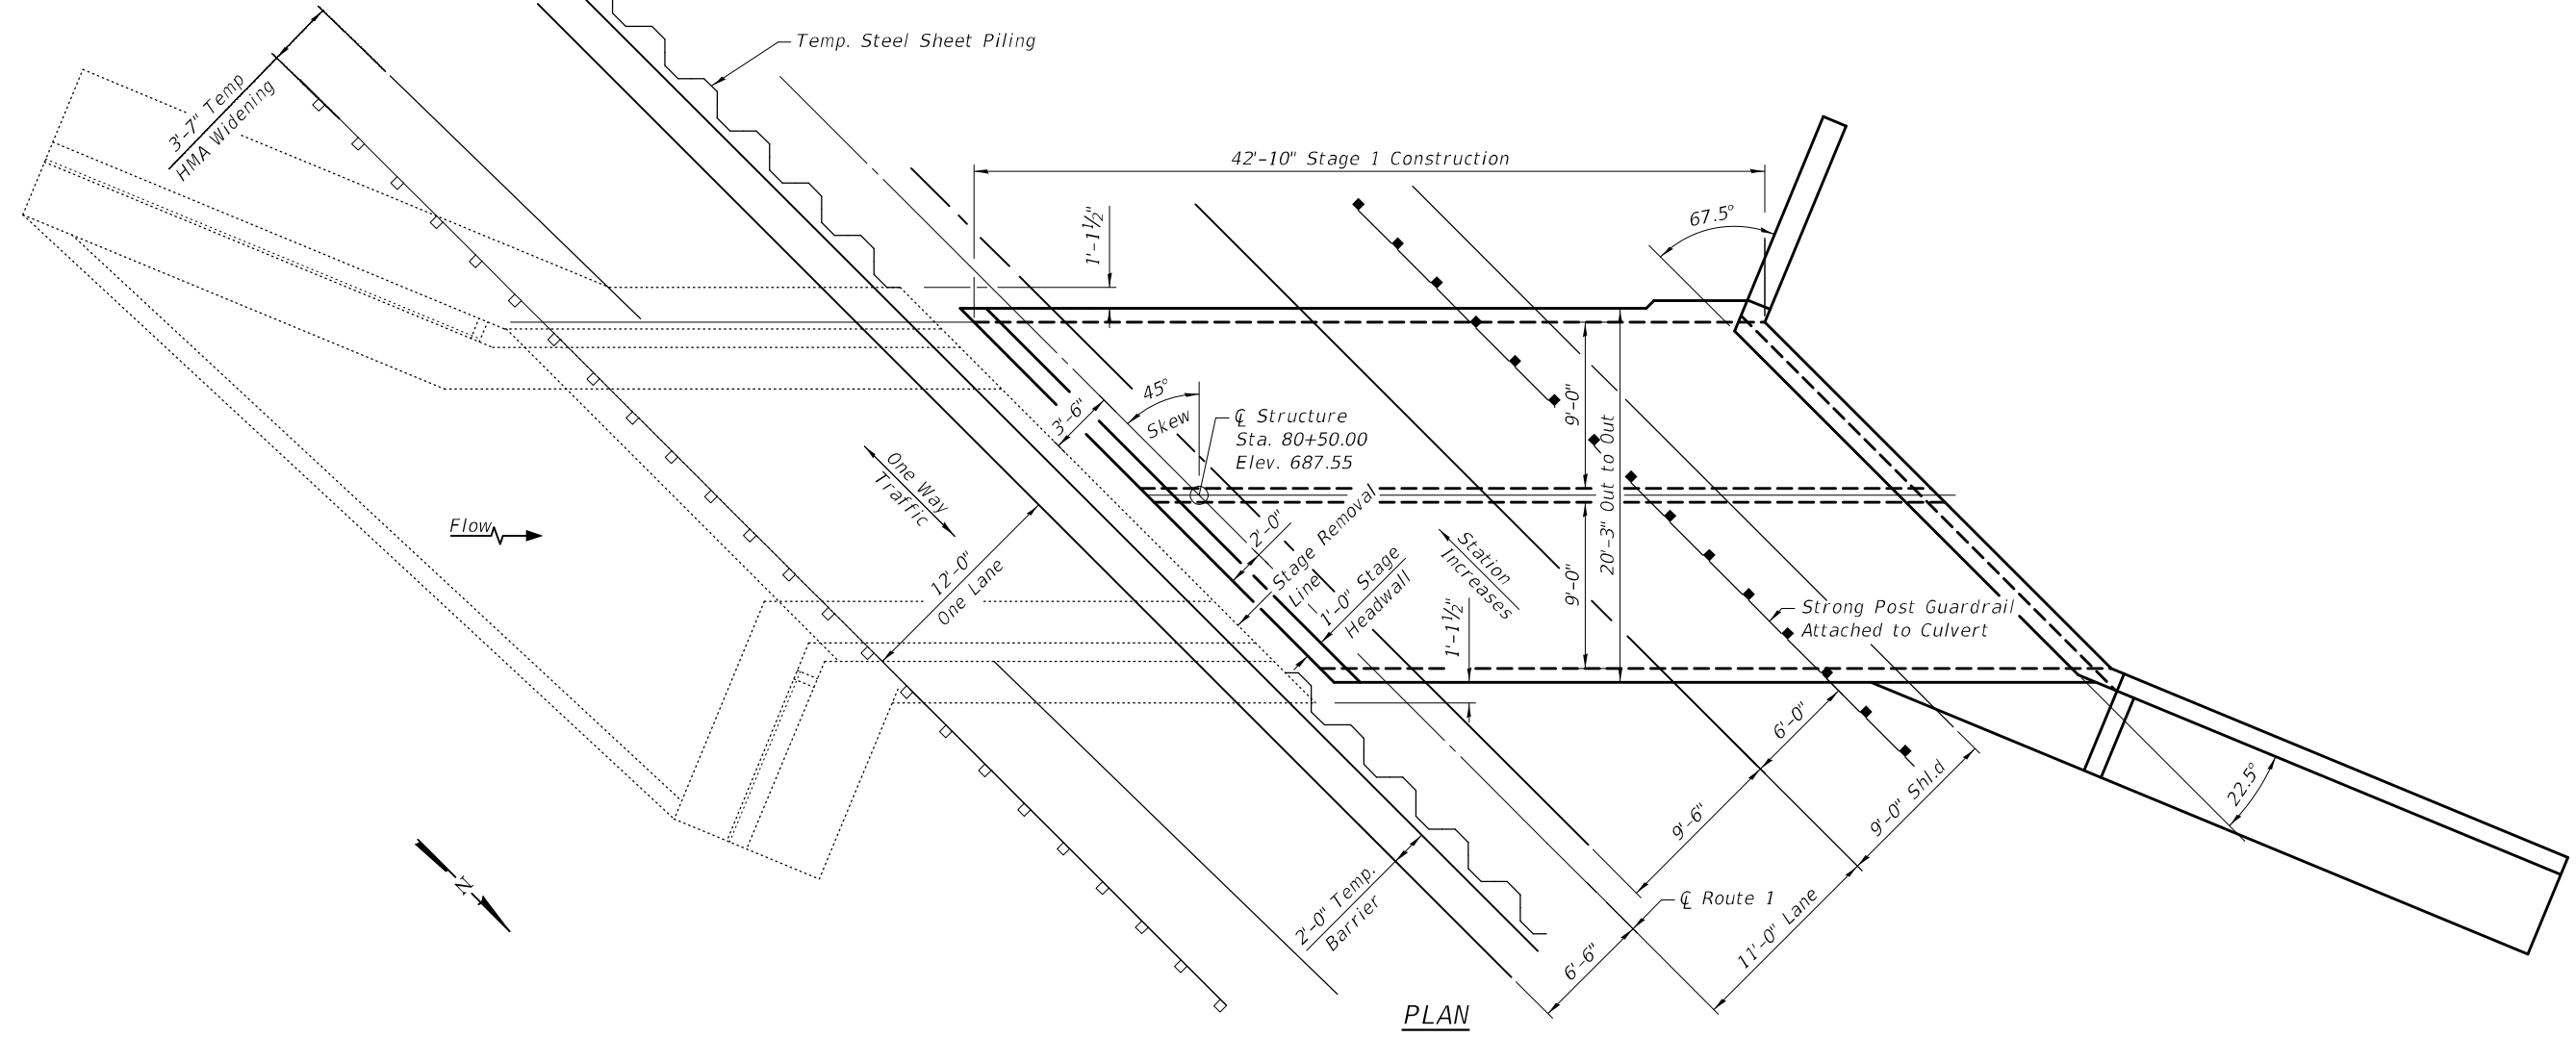 Temp. Steel Sheet Piling
3'-7" Temp
HMA Widening
42'-10" Stage 1 Construction
1'-1½"
67.5°
45°
Skew
3'-6"
℄ Structure
Sta. 80+50.00
Elev. 687.55
9'-0"
20'-3" Out to Out
9'-0"
One Way
Traffic
Flow
12'-0"
One Lane
2'-0"
Stage Removal
Line
1'-0" Stage
Headwall
Station
Increases
1'-1½"
Strong Post Guardrail
Attached to Culvert
6'-0"
9'-6"
9'-0" Shl.d
22.5°
11'-0" Lane
℄ Route 1
6'-6"
2'-0" Temp.
Barrier
N
PLAN